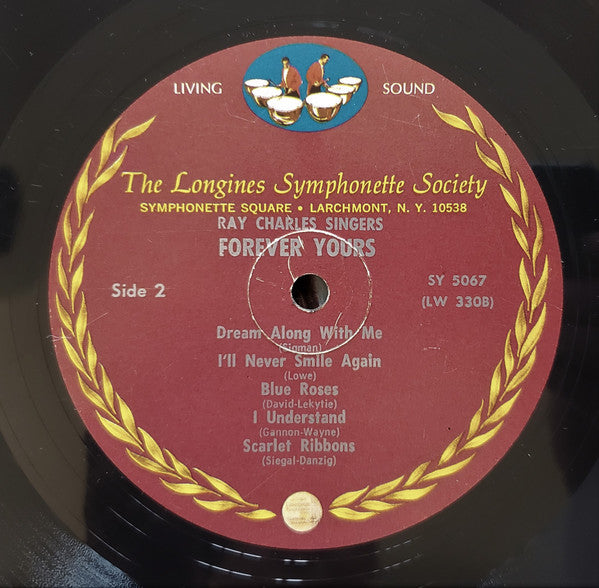 LIVING SOUND
The Longines Symphonette Society
SYMPHONETTE SQUARE • LARCHMONT, N. Y. 10538
RAY CHARLES SINGERS
FOREVER YOURS
Side 2
SY 5067
(LW 330B)
Dream Along With Me
(Sigman)
I'll Never Smile Again
(Lowe)
Blue Roses
(David-Lekytie)
I Understand
(Gannon-Wayne)
Scarlet Ribbons
(Siegal-Danzig)